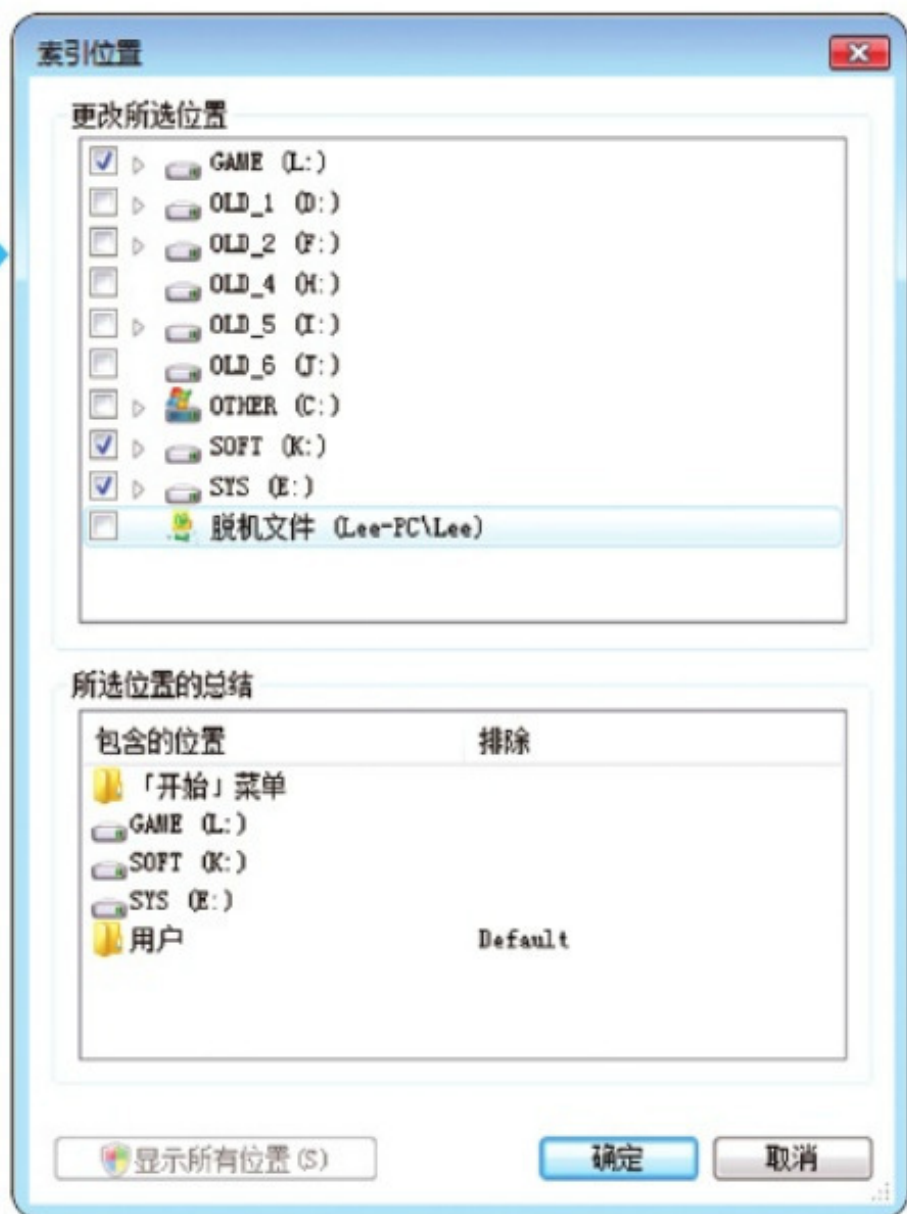 索引位置
更改所选位置
GAME (L:)
OLD_1 (D:)
OLD_2 (F:)
OLD_4 (H:)
OLD_5 (I:)
OLD_6 (J:)
OTHER (C:)
SOFT (K:)
SYS (E:)
脱机文件 (Lee-PC\Lee)
所选位置的总结
包含的位置 排除
「开始」菜单
GAME (L:)
SOFT (K:)
SYS (E:)
用户 Default
显示所有位置(S) 确定 取消